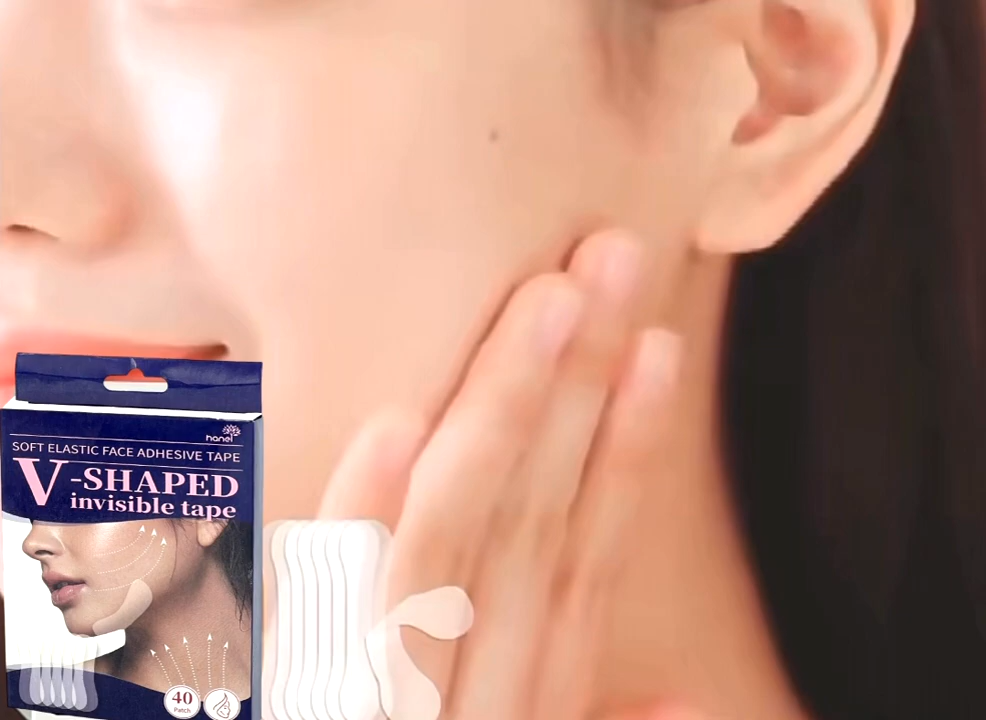 hanel
SOFT ELASTIC FACE ADHESIVE TAPE
V-SHAPED
invisible tape
40
Patch